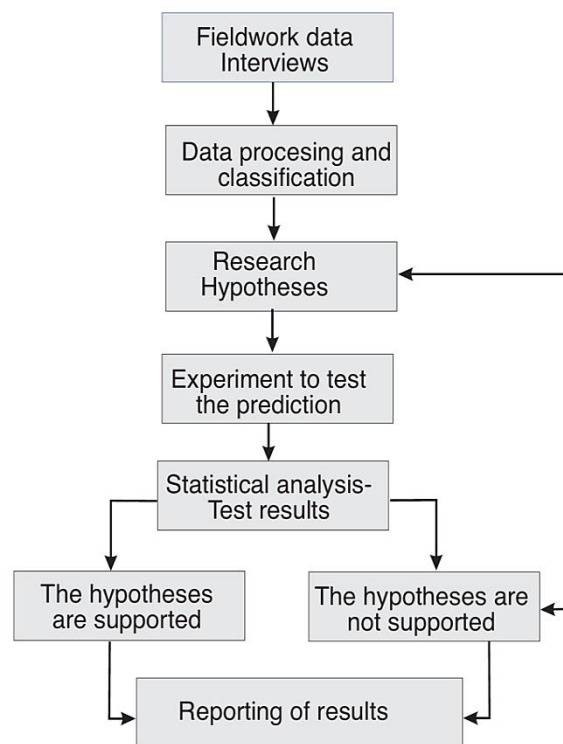 Fieldwork data
Interviews
Data procesing and
classification
Research
Hypotheses
Experiment to test
the prediction
Statistical analysis-
Test results
The hypotheses
are supported
The hypotheses are
not supported
Reporting of results